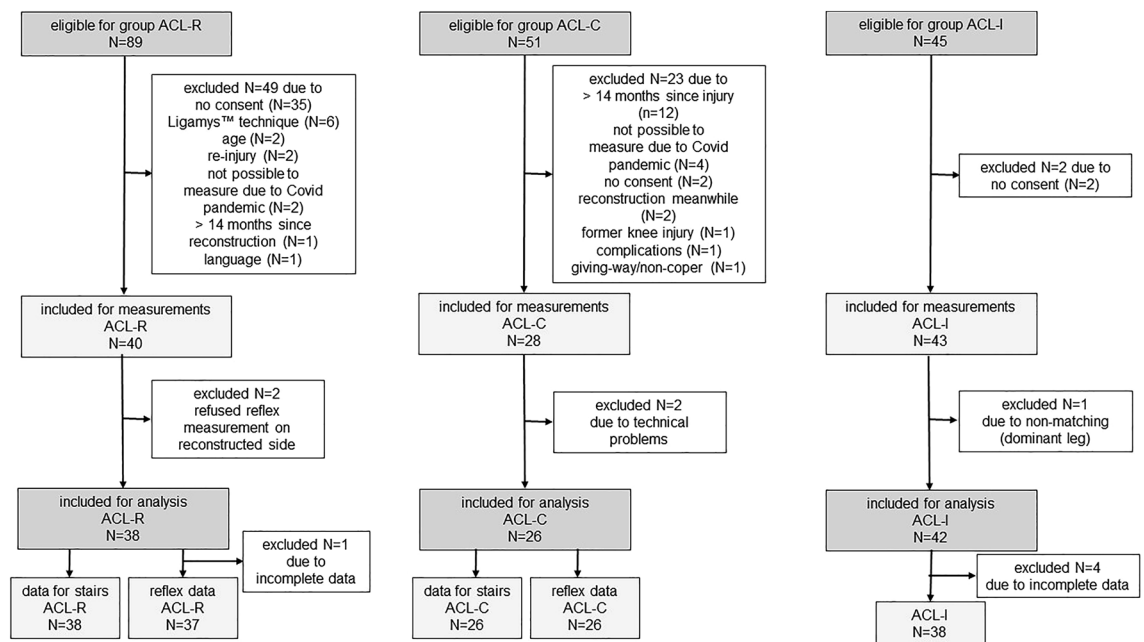 eligible for group ACL-R
N=89
excluded N=49 due to
no consent (N=35)
Ligamys™ technique (N=6)
age (N=2)
re-injury (N=2)
not possible to
measure due to Covid
pandemic (N=2)
> 14 months since
reconstruction (N=1)
language (N=1)
included for measurements
ACL-R
N=40
excluded N=2
refused reflex
measurement on
reconstructed side
included for analysis
ACL-R
N=38
excluded N=1
due to
incomplete data
data for stairs
ACL-R
N=38
reflex data
ACL-R
N=37
eligible for group ACL-C
N=51
excluded N=23 due to
> 14 months since injury
(n=12)
not possible to
measure due to Covid
pandemic (N=4)
no consent (N=2)
reconstruction meanwhile
(N=2)
former knee injury (N=1)
complications (N=1)
giving-way/non-coper (N=1)
included for measurements
ACL-C
N=28
excluded N=2
due to technical
problems
included for analysis
ACL-C
N=26
data for stairs
ACL-C
N=26
reflex data
ACL-C
N=26
eligible for group ACL-I
N=45
excluded N=2 due to
no consent (N=2)
included for measurements
ACL-I
N=43
excluded N=1
due to non-matching
(dominant leg)
included for analysis
ACL-I
N=42
excluded N=4
due to incomplete data
ACL-I
N=38